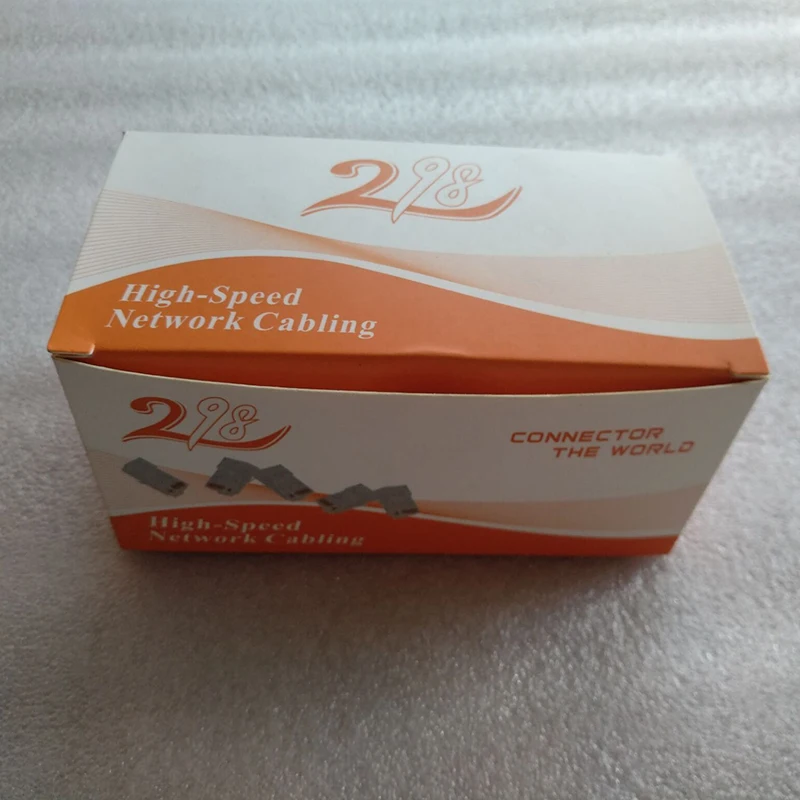 298
High-Speed
Network Cabling
298
CONNECTOR
THE WORLD
High-Speed
Network Cabling